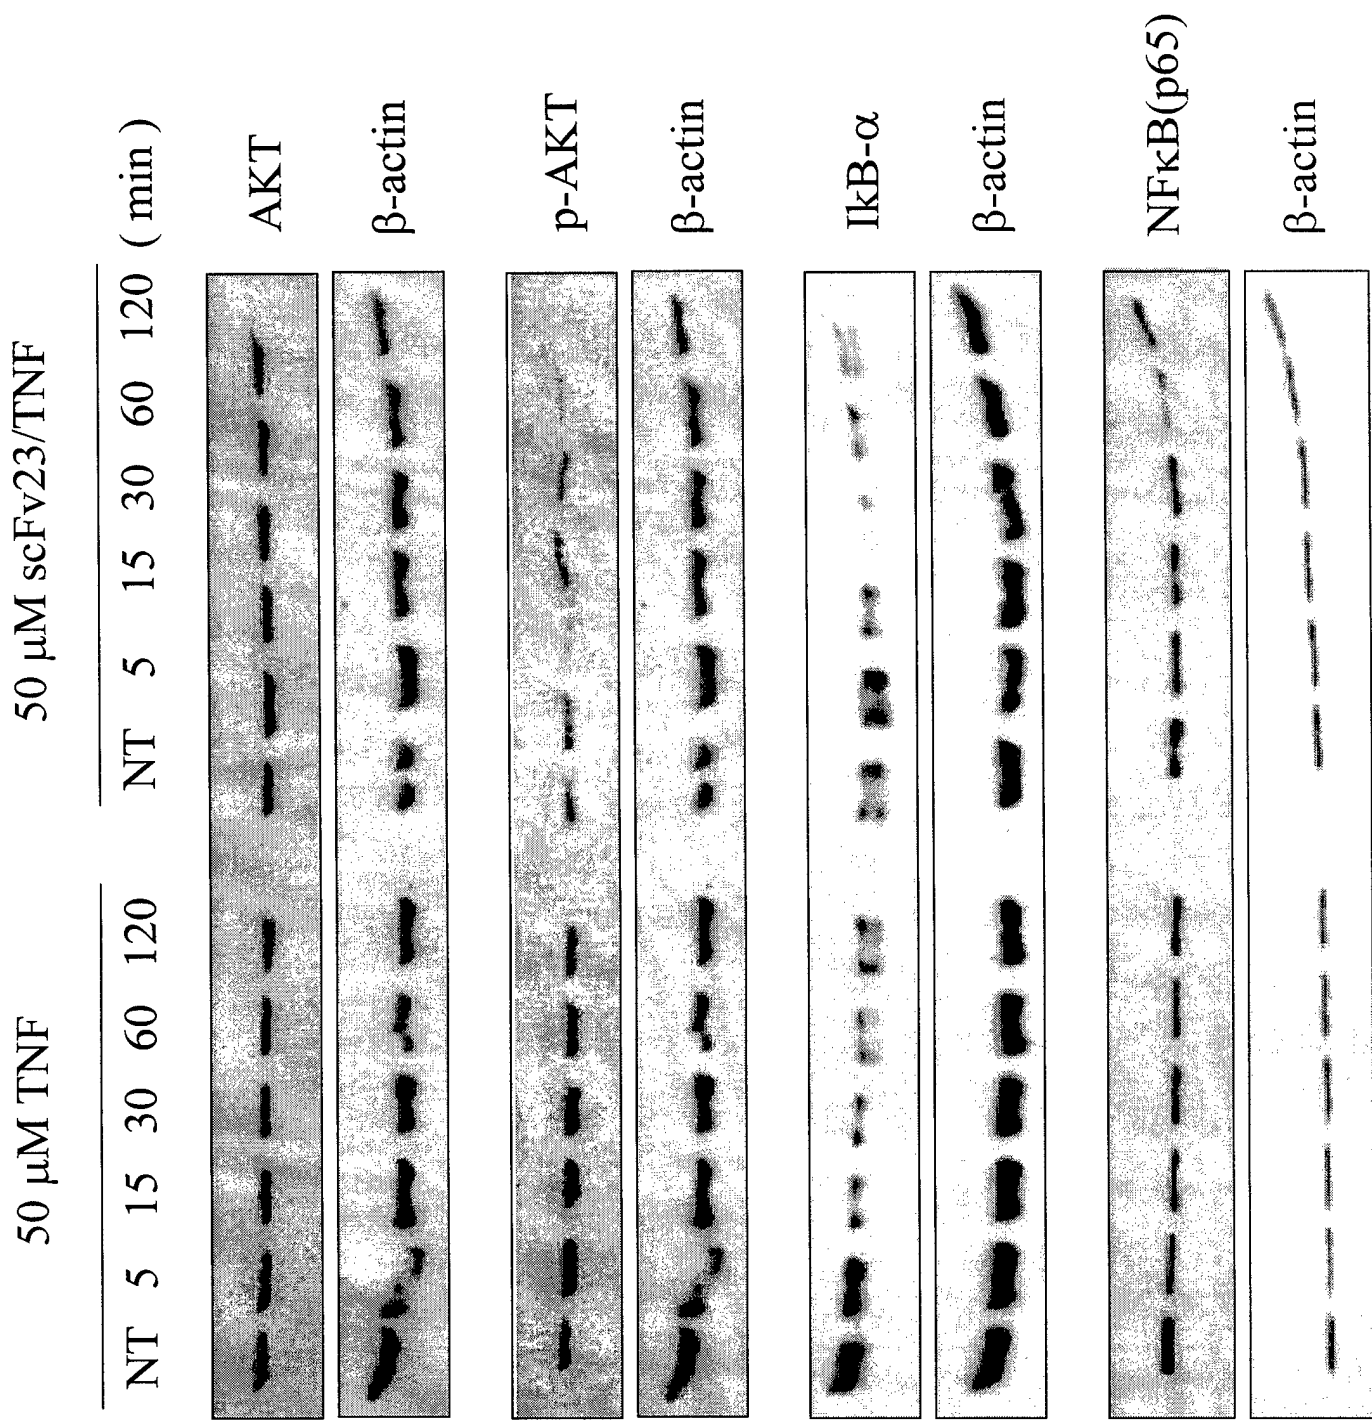 50 µM TNF 50 µM scFv23/TNF
NT 5 15 30 60 120 NT 5 15 30 60 120 ( min )
AKT
β-actin
p-AKT
β-actin
IkB-α
β-actin
NFκB(p65)
β-actin